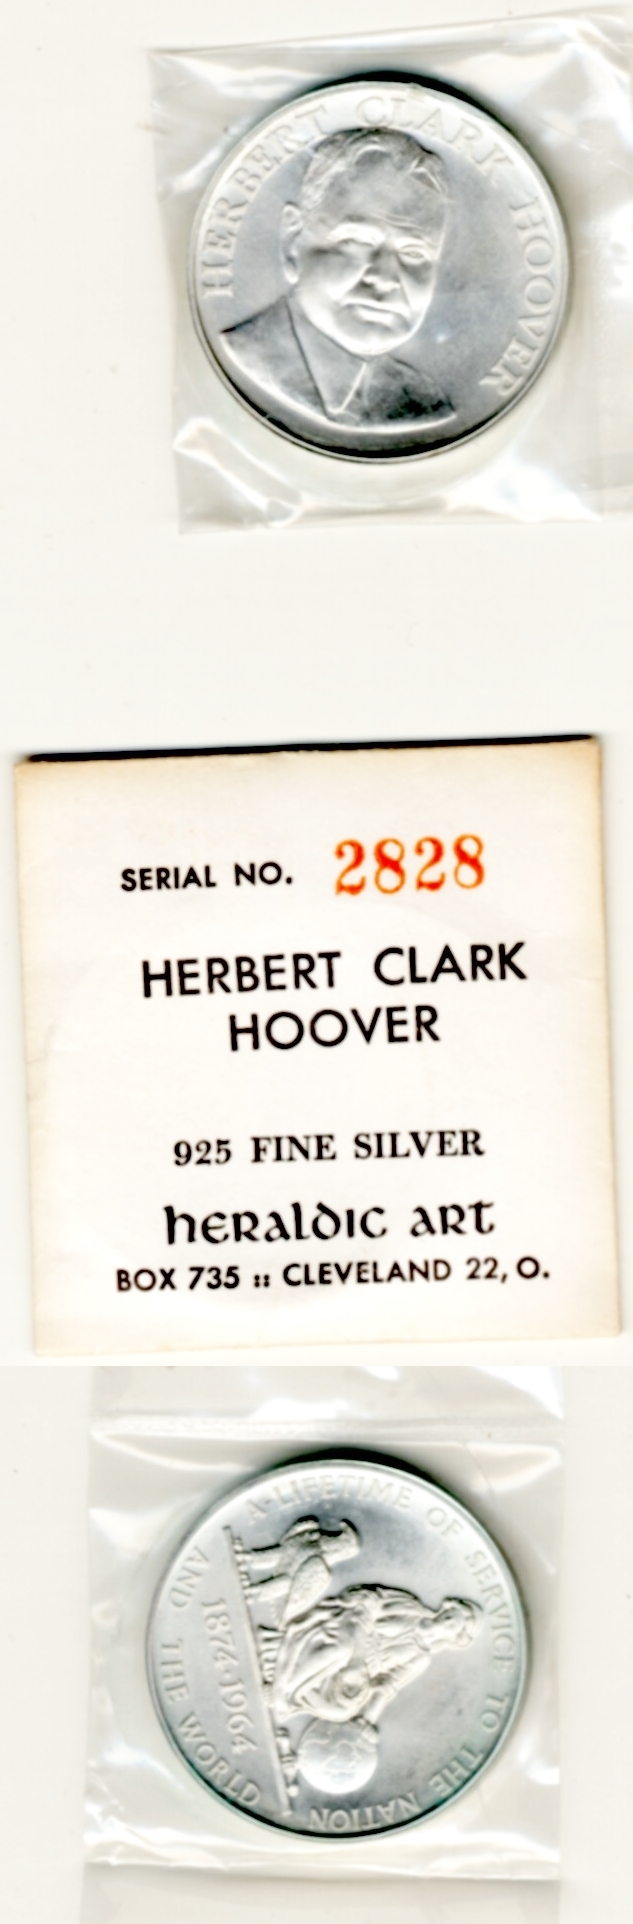 HERBERT CLARK HOOVER
SERIAL NO. 2828
HERBERT CLARK
HOOVER
925 FINE SILVER
heraldic art
BOX 735 :: CLEVELAND 22, O.
A·LIFETIME OF SERVICE TO THE NATION
AND THE WORLD
1874·1964